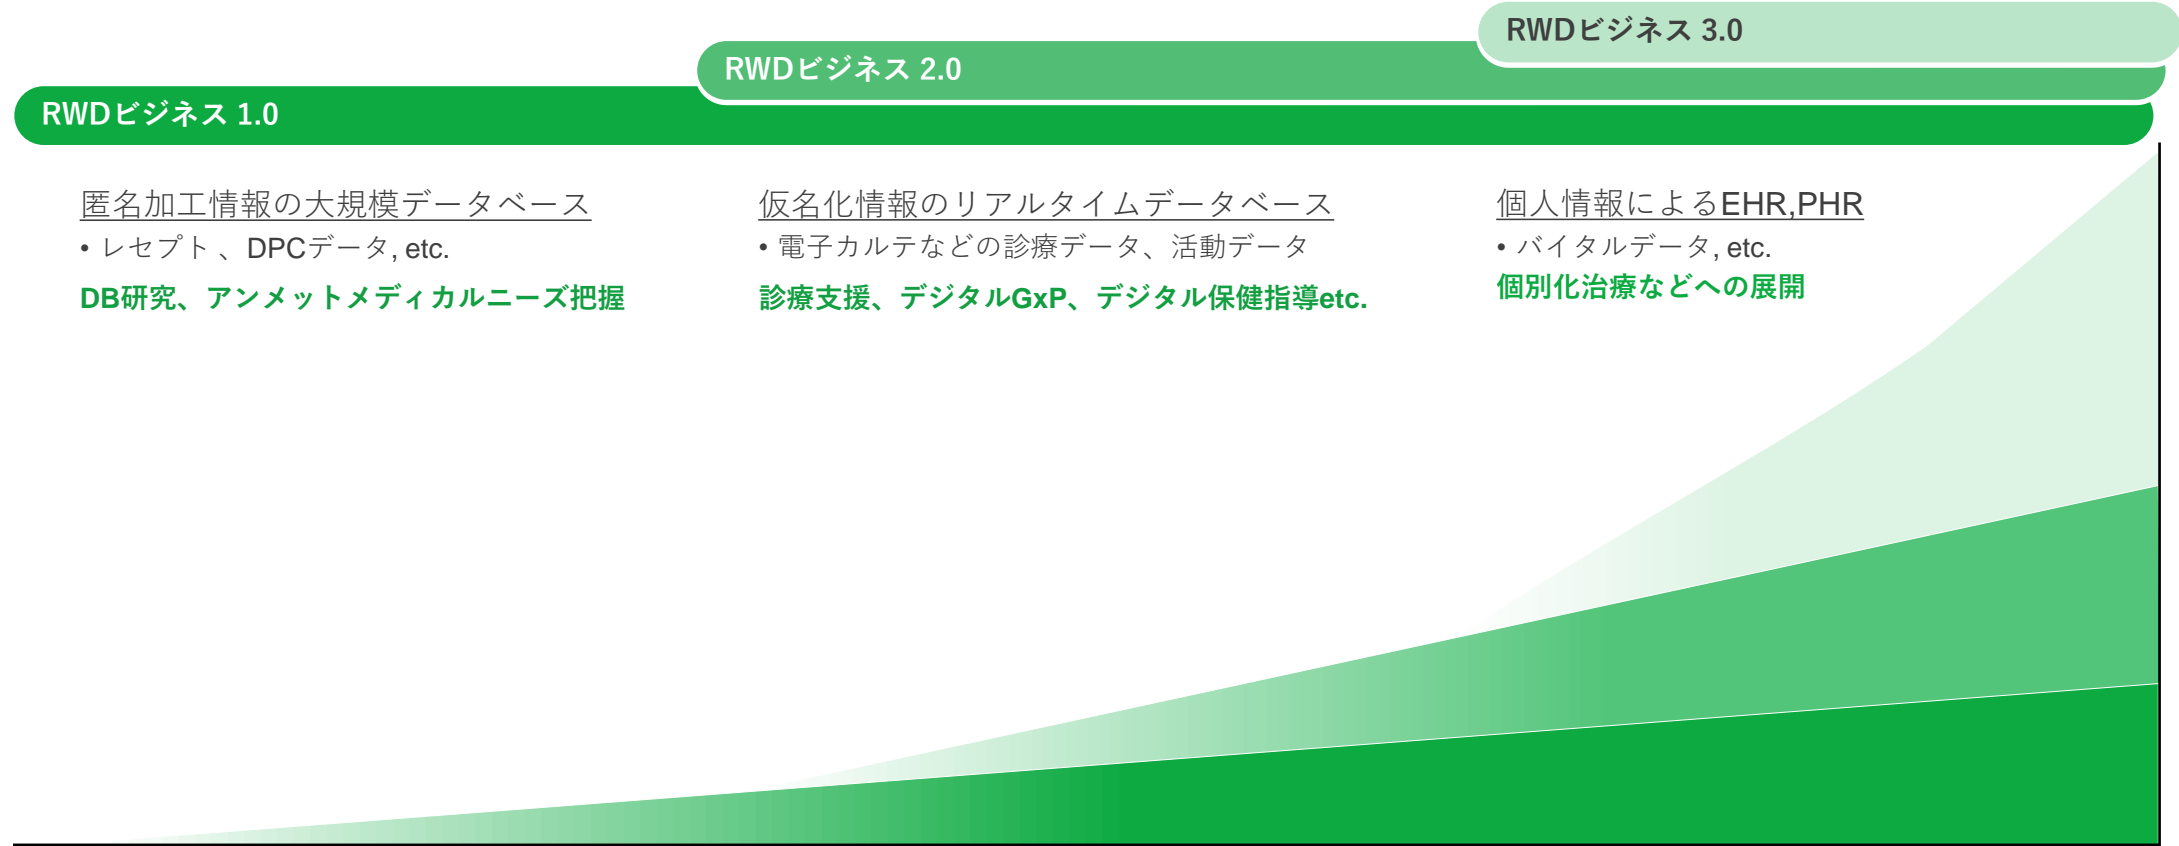 RWDビジネス 3.0
RWDビジネス 2.0
RWDビジネス 1.0
匿名加工情報の大規模データベース
• レセプト 、DPCデータ, etc.
DB研究、アンメットメディカルニーズ把握
仮名化情報のリアルタイムデータベース
• 電子カルテなどの診療データ、活動データ
診療支援、デジタルGxP、デジタル保健指導etc.
個人情報によるEHR,PHR
• バイタルデータ, etc.
個別化治療などへの展開